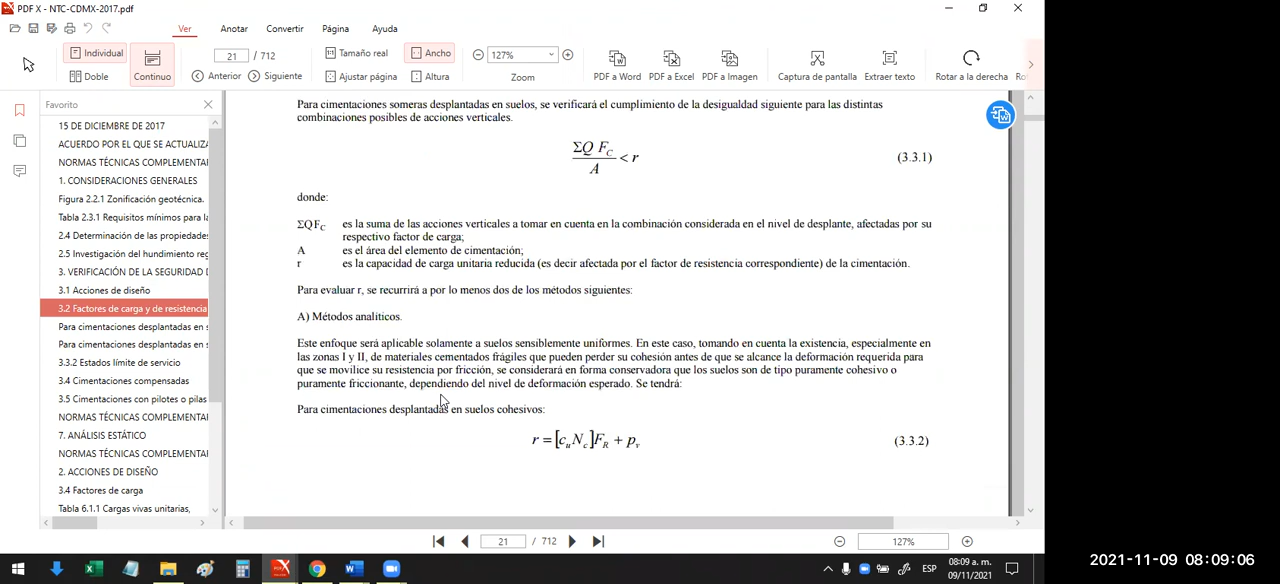 PDF X - NTC-CDMX-2017.pdf
Ver Anotar Convertir Página Ayuda
Individual 21 / 712 Tamaño real Ancho 127%
Doble Continuo Anterior Siguiente Ajustar página Altura Zoom PDF a Word PDF a Excel PDF a Imagen Captura de pantalla Extraer texto Rotar a la derecha
Favorito
15 DE DICIEMBRE DE 2017
ACUERDO POR EL QUE SE ACTUALIZA
NORMAS TÉCNICAS COMPLEMENTAR
1. CONSIDERACIONES GENERALES
Figura 2.2.1 Zonificación geotécnica.
Tabla 2.3.1 Requisitos mínimos para la
2.4 Determinación de las propiedades
2.5 Investigación del hundimiento reg
3. VERIFICACIÓN DE LA SEGURIDAD D
3.1 Acciones de diseño
3.2 Factores de carga y de resistencia
Para cimentaciones desplantadas en s
Para cimentaciones desplantadas en s
3.3.2 Estados límite de servicio
3.4 Cimentaciones compensadas
3.5 Cimentaciones con pilotes o pilas
NORMAS TÉCNICAS COMPLEMENTAR
7. ANÁLISIS ESTÁTICO
NORMAS TÉCNICAS COMPLEMENTAR
2. ACCIONES DE DISEÑO
3.4 Factores de carga
Tabla 6.1.1 Cargas vivas unitarias,
Para cimentaciones someras desplantadas en suelos, se verificará el cumplimiento de la desigualdad siguiente para las distintas
combinaciones posibles de acciones verticales.
ΣQ F_C / A < r (3.3.1)
donde:
ΣQF_C es la suma de las acciones verticales a tomar en cuenta en la combinación considerada en el nivel de desplante, afectadas por su
respectivo factor de carga;
A es el área del elemento de cimentación;
r es la capacidad de carga unitaria reducida (es decir afectada por el factor de resistencia correspondiente) de la cimentación.
Para evaluar r, se recurrirá a por lo menos dos de los métodos siguientes:
A) Métodos analíticos.
Este enfoque será aplicable solamente a suelos sensiblemente uniformes. En este caso, tomando en cuenta la existencia, especialmente en
las zonas I y II, de materiales cementados frágiles que pueden perder su cohesión antes de que se alcance la deformación requerida para
que se movilice su resistencia por fricción, se considerará en forma conservadora que los suelos son de tipo puramente cohesivo o
puramente friccionante, dependiendo del nivel de deformación esperado. Se tendrá:
Para cimentaciones desplantadas en suelos cohesivos:
r = [c_u N_c] F_R + p_v (3.3.2)
21 / 712 127%
ESP
08:09 a. m.
09/11/2021
2021-11-09 08:09:06